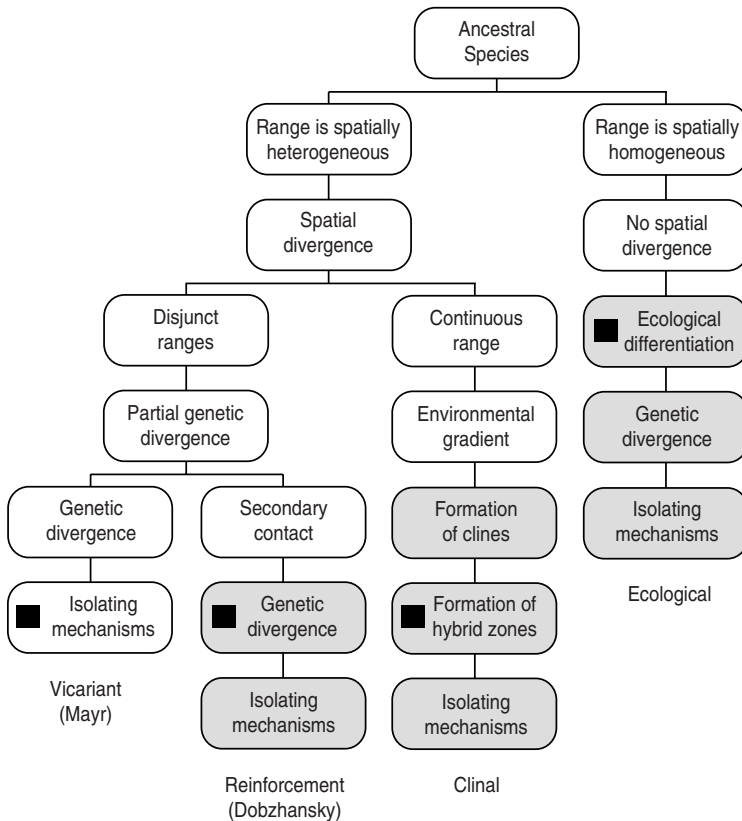 Ancestral
Species
Range is spatially
heterogeneous
Range is spatially
homogeneous
Spatial
divergence
No spatial
divergence
Disjunct
ranges
Continuous
range
Ecological
differentiation
Partial genetic
divergence
Environmental
gradient
Genetic
divergence
Genetic
divergence
Secondary
contact
Formation
of clines
Isolating
mechanisms
Isolating
mechanisms
Genetic
divergence
Formation of
hybrid zones
Ecological
Vicariant
(Mayr)
Isolating
mechanisms
Isolating
mechanisms
Reinforcement
(Dobzhansky)
Clinal